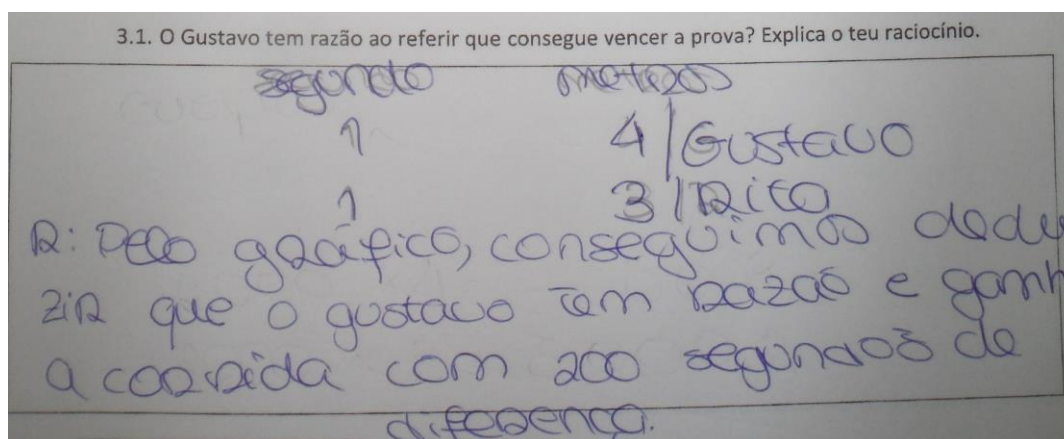 3.1. O Gustavo tem razão ao referir que consegue vencer a prova? Explica o teu raciocínio.
segundo metros
1 4 | Gustavo
1 3 | Rita
R: Pelo gráfico, conseguimos dedu
zir que o gustavo tem razão e ganh
a corrida com 200 segundos de
diferença.